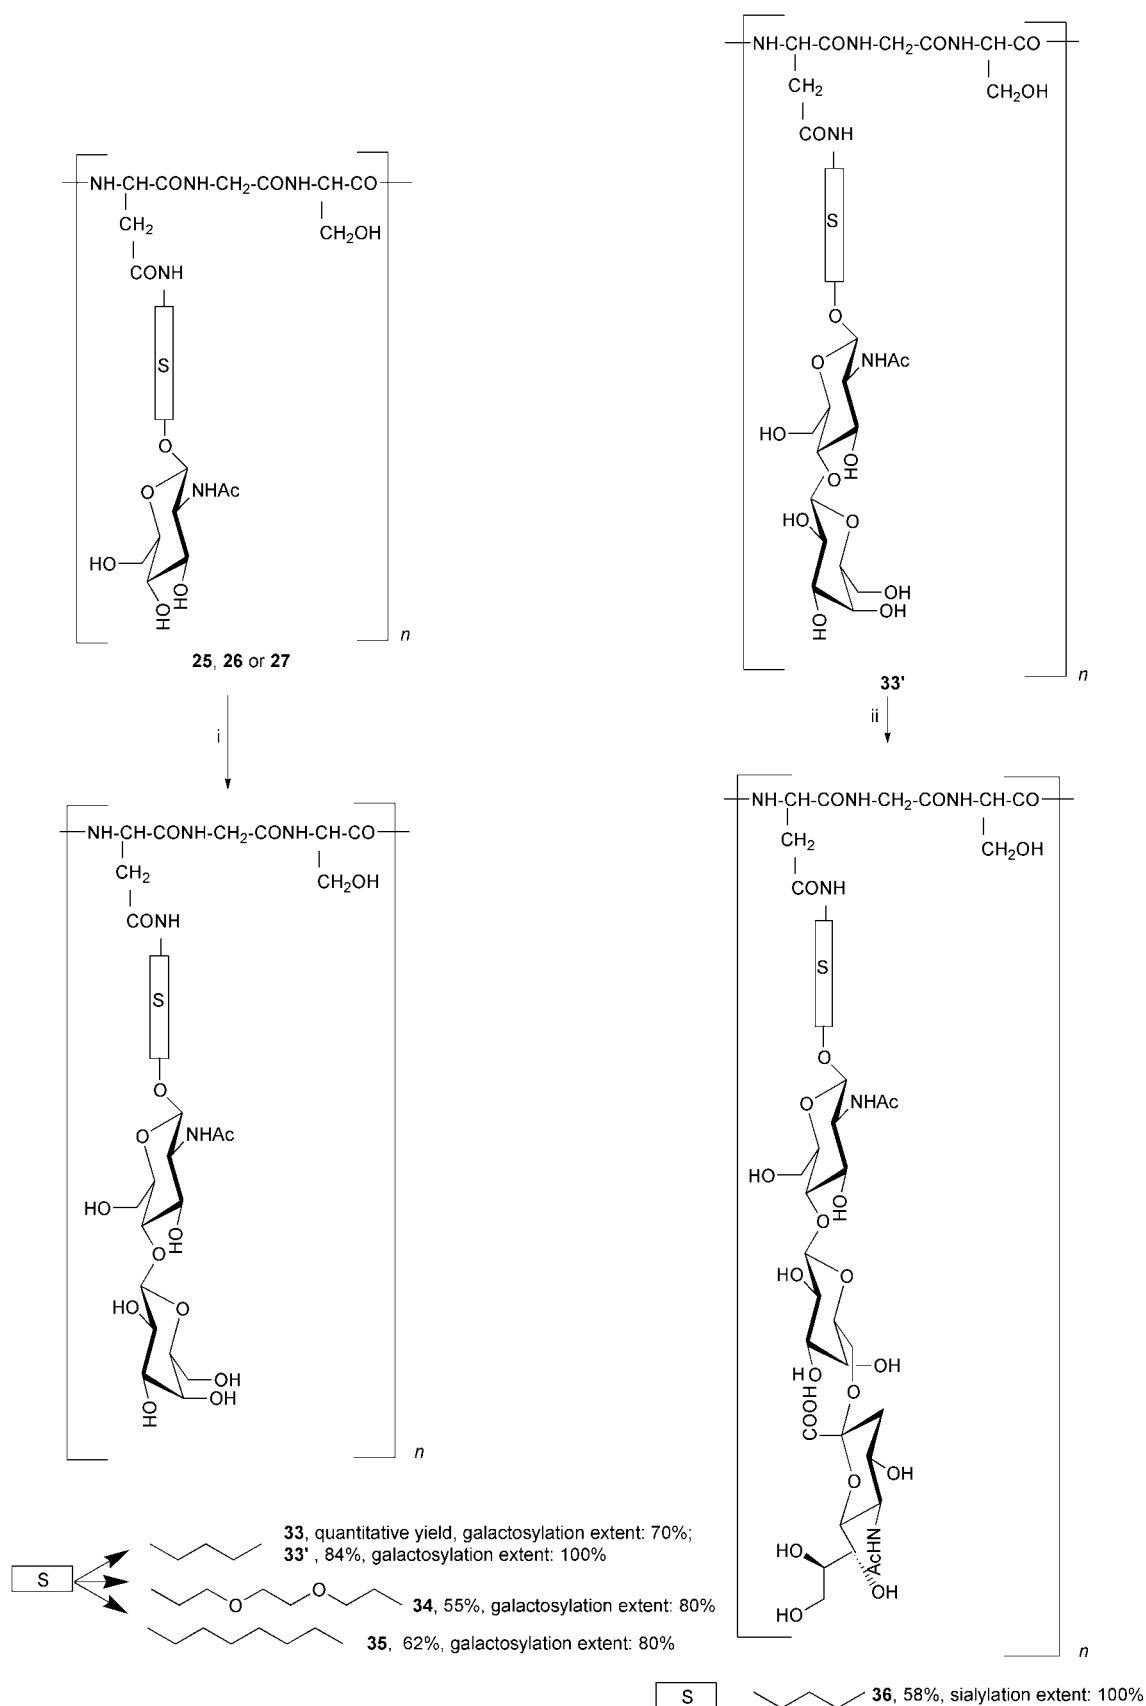 NH-CH-CONH-CH₂-CONH-CH-CO
CH₂
CH₂OH
CONH
S
O
O
NHAc
HO
HO
HO
n
25, 26 or 27
i
NH-CH-CONH-CH₂-CONH-CH-CO
CH₂
CH₂OH
CONH
S
O
O
NHAc
HO
HO
O
HO
O
OH
OH
HO
n
NH-CH-CONH-CH₂-CONH-CH-CO
CH₂
CH₂OH
CONH
S
O
O
NHAc
HO
HO
O
HO
O
OH
OH
HO
n
33'
ii
NH-CH-CONH-CH₂-CONH-CH-CO
CH₂
CH₂OH
CONH
S
O
O
NHAc
HO
HO
O
HO
O
HO
OH
COOH
O
O
OH
AcHN
HO
OH
HO
n
S
33, quantitative yield, galactosylation extent: 70%;
33' , 84%, galactosylation extent: 100%
O
O
34, 55%, galactosylation extent: 80%
35, 62%, galactosylation extent: 80%
S
36, 58%, sialylation extent: 100%